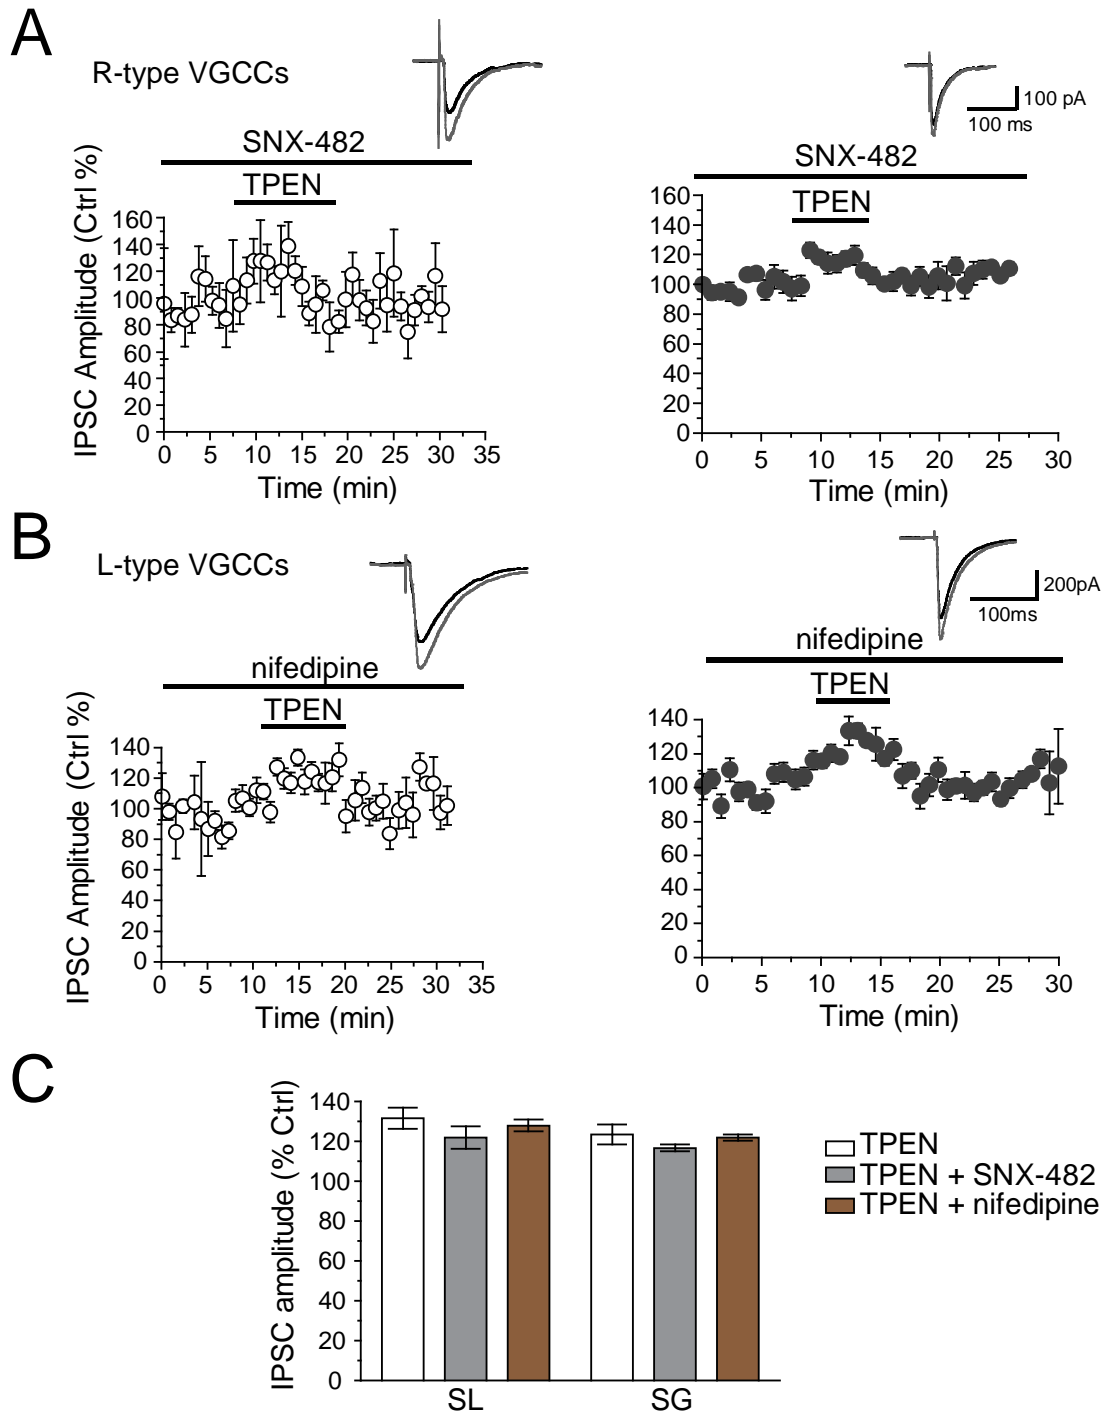 A
R-type VGCCs
100 pA
100 ms
SNX-482
TPEN
IPSC Amplitude (Ctrl %)
160
140
120
100
80
60
40
20
0
0 5 10 15 20 25 30 35
Time (min)
SNX-482
TPEN
160
140
120
100
80
60
40
20
0
0 5 10 15 20 25 30
Time (min)
B
L-type VGCCs
200pA
100ms
nifedipine
TPEN
IPSC Amplitude (Ctrl %)
140
120
100
80
60
40
20
0
0 5 10 15 20 25 30 35
Time (min)
nifedipine
TPEN
140
120
100
80
60
40
20
0
0 5 10 15 20 25 30
Time (min)
C
IPSC amplitude (% Ctrl)
140
120
100
80
60
40
20
0
SL SG
TPEN
TPEN + SNX-482
TPEN + nifedipine